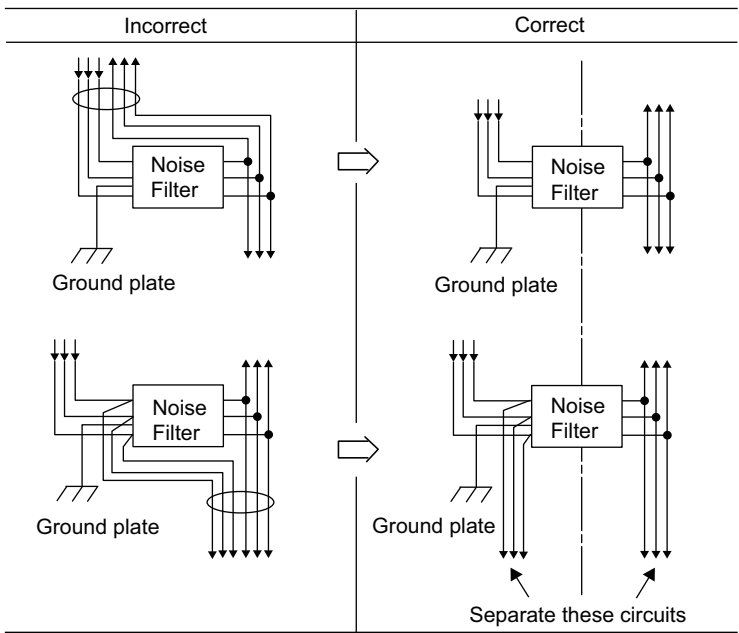 Incorrect
Correct
Noise
Filter
Ground plate
Noise
Filter
Ground plate
Noise
Filter
Ground plate
Noise
Filter
Ground plate
Separate these circuits